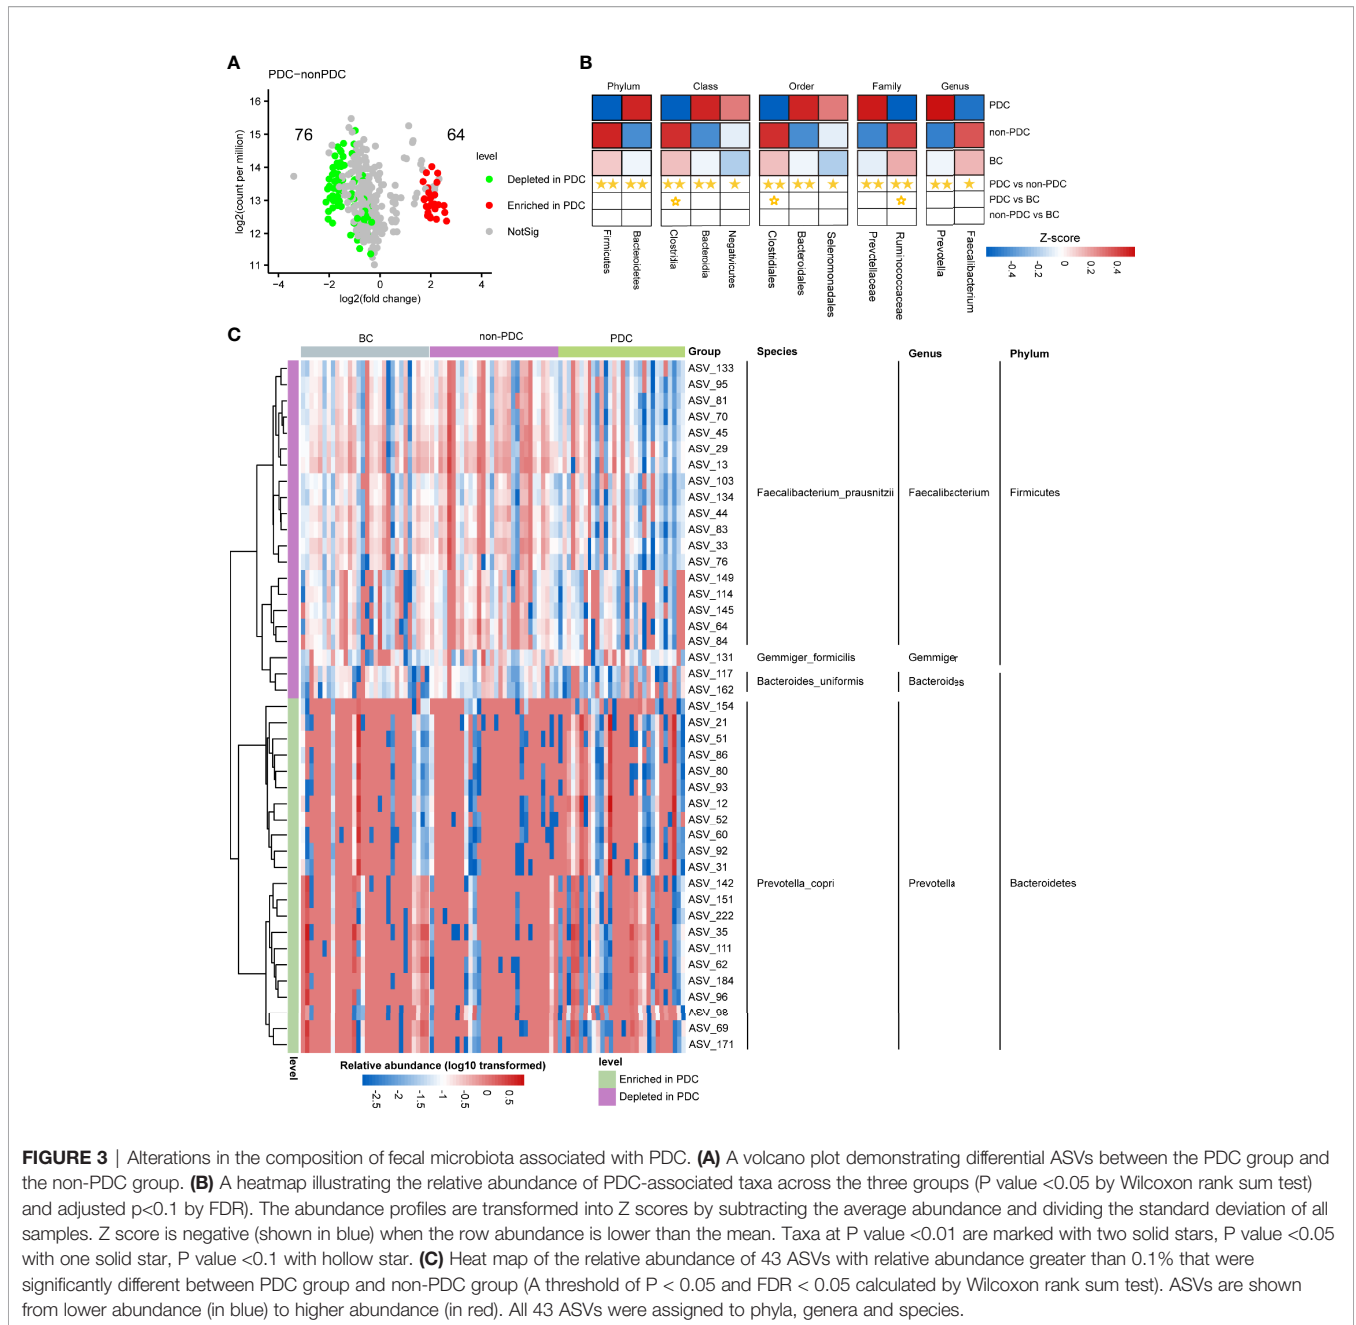 A
PDC−nonPDC
16
15
14
13
12
11
76
64
log2(count per million)
−4
−2
0
2
4
log2(fold change)
level
Depleted in PDC
Enriched in PDC
NotSig
B
Phylum
Class
Order
Family
Genus
PDC
non-PDC
BC
PDC vs non-PDC
PDC vs BC
non-PDC vs BC
Firmicutes
Bacteroidetes
Clostridia
Bacteroidia
Negativicutes
Clostridiales
Bacteroidales
Selenomonadales
Prevotellaceae
Ruminococcaceae
Prevotella
Faecalibacterium
Z-score
-0.4
-0.2
0
0.2
0.4
C
BC
non-PDC
PDC
Group
Species
Genus
Phylum
ASV_133
ASV_95
ASV_81
ASV_70
ASV_45
ASV_29
ASV_13
ASV_103
ASV_134
ASV_44
ASV_83
ASV_33
ASV_76
ASV_149
ASV_114
ASV_145
ASV_64
ASV_84
ASV_131
ASV_117
ASV_162
ASV_154
ASV_21
ASV_51
ASV_86
ASV_80
ASV_93
ASV_12
ASV_52
ASV_60
ASV_92
ASV_31
ASV_142
ASV_151
ASV_222
ASV_35
ASV_111
ASV_62
ASV_184
ASV_96
ASV_98
ASV_69
ASV_171
Faecalibacterium_prausnitzii
Faecalibacterium
Firmicutes
Gemmiger_formicilis
Gemmiger
Bacteroides_uniformis
Bacteroides
Prevotella_copri
Prevotella
Bacteroidetes
level
Relative abundance (log10 transformed)
-2.5
-2
-1.5
-1
-0.5
0
0.5
level
Enriched in PDC
Depleted in PDC
FIGURE 3 | Alterations in the composition of fecal microbiota associated with PDC. (A) A volcano plot demonstrating differential ASVs between the PDC group and
the non-PDC group. (B) A heatmap illustrating the relative abundance of PDC-associated taxa across the three groups (P value <0.05 by Wilcoxon rank sum test)
and adjusted p<0.1 by FDR). The abundance profiles are transformed into Z scores by subtracting the average abundance and dividing the standard deviation of all
samples. Z score is negative (shown in blue) when the row abundance is lower than the mean. Taxa at P value <0.01 are marked with two solid stars, P value <0.05
with one solid star, P value <0.1 with hollow star. (C) Heat map of the relative abundance of 43 ASVs with relative abundance greater than 0.1% that were
significantly different between PDC group and non-PDC group (A threshold of P < 0.05 and FDR < 0.05 calculated by Wilcoxon rank sum test). ASVs are shown
from lower abundance (in blue) to higher abundance (in red). All 43 ASVs were assigned to phyla, genera and species.